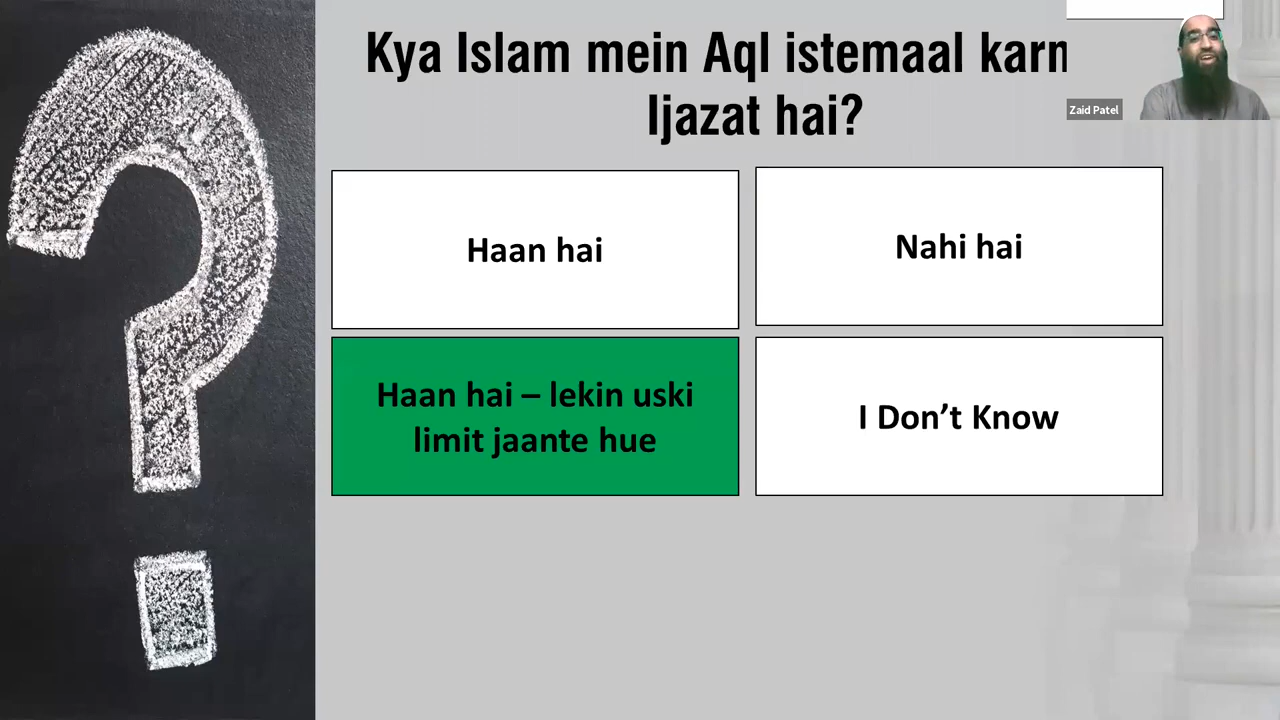 Kya Islam mein Aql istemaal karn
Ijazat hai?
Zaid Patel
Haan hai
Nahi hai
Haan hai – lekin uski
limit jaante hue
I Don’t Know